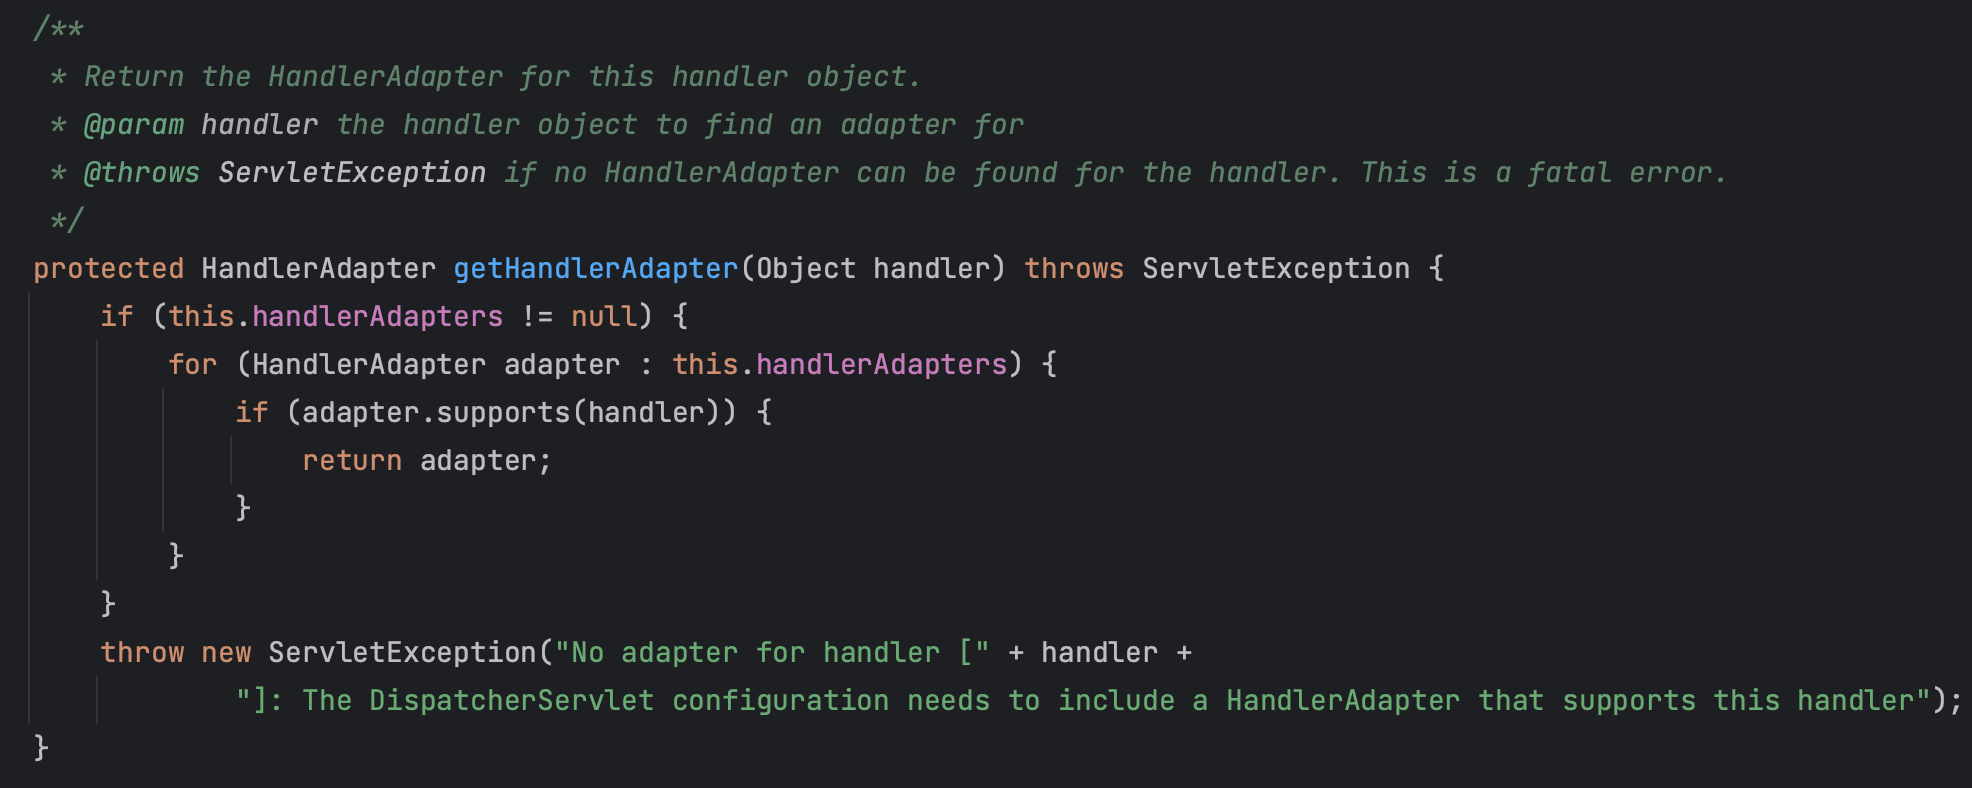 /**
 * Return the HandlerAdapter for this handler object.
 * @param handler the handler object to find an adapter for
 * @throws ServletException if no HandlerAdapter can be found for the handler. This is a fatal error.
 */
protected HandlerAdapter getHandlerAdapter(Object handler) throws ServletException {
    if (this.handlerAdapters != null) {
        for (HandlerAdapter adapter : this.handlerAdapters) {
            if (adapter.supports(handler)) {
                return adapter;
            }
        }
    }
    throw new ServletException("No adapter for handler [" + handler +
            "]: The DispatcherServlet configuration needs to include a HandlerAdapter that supports this handler");
}